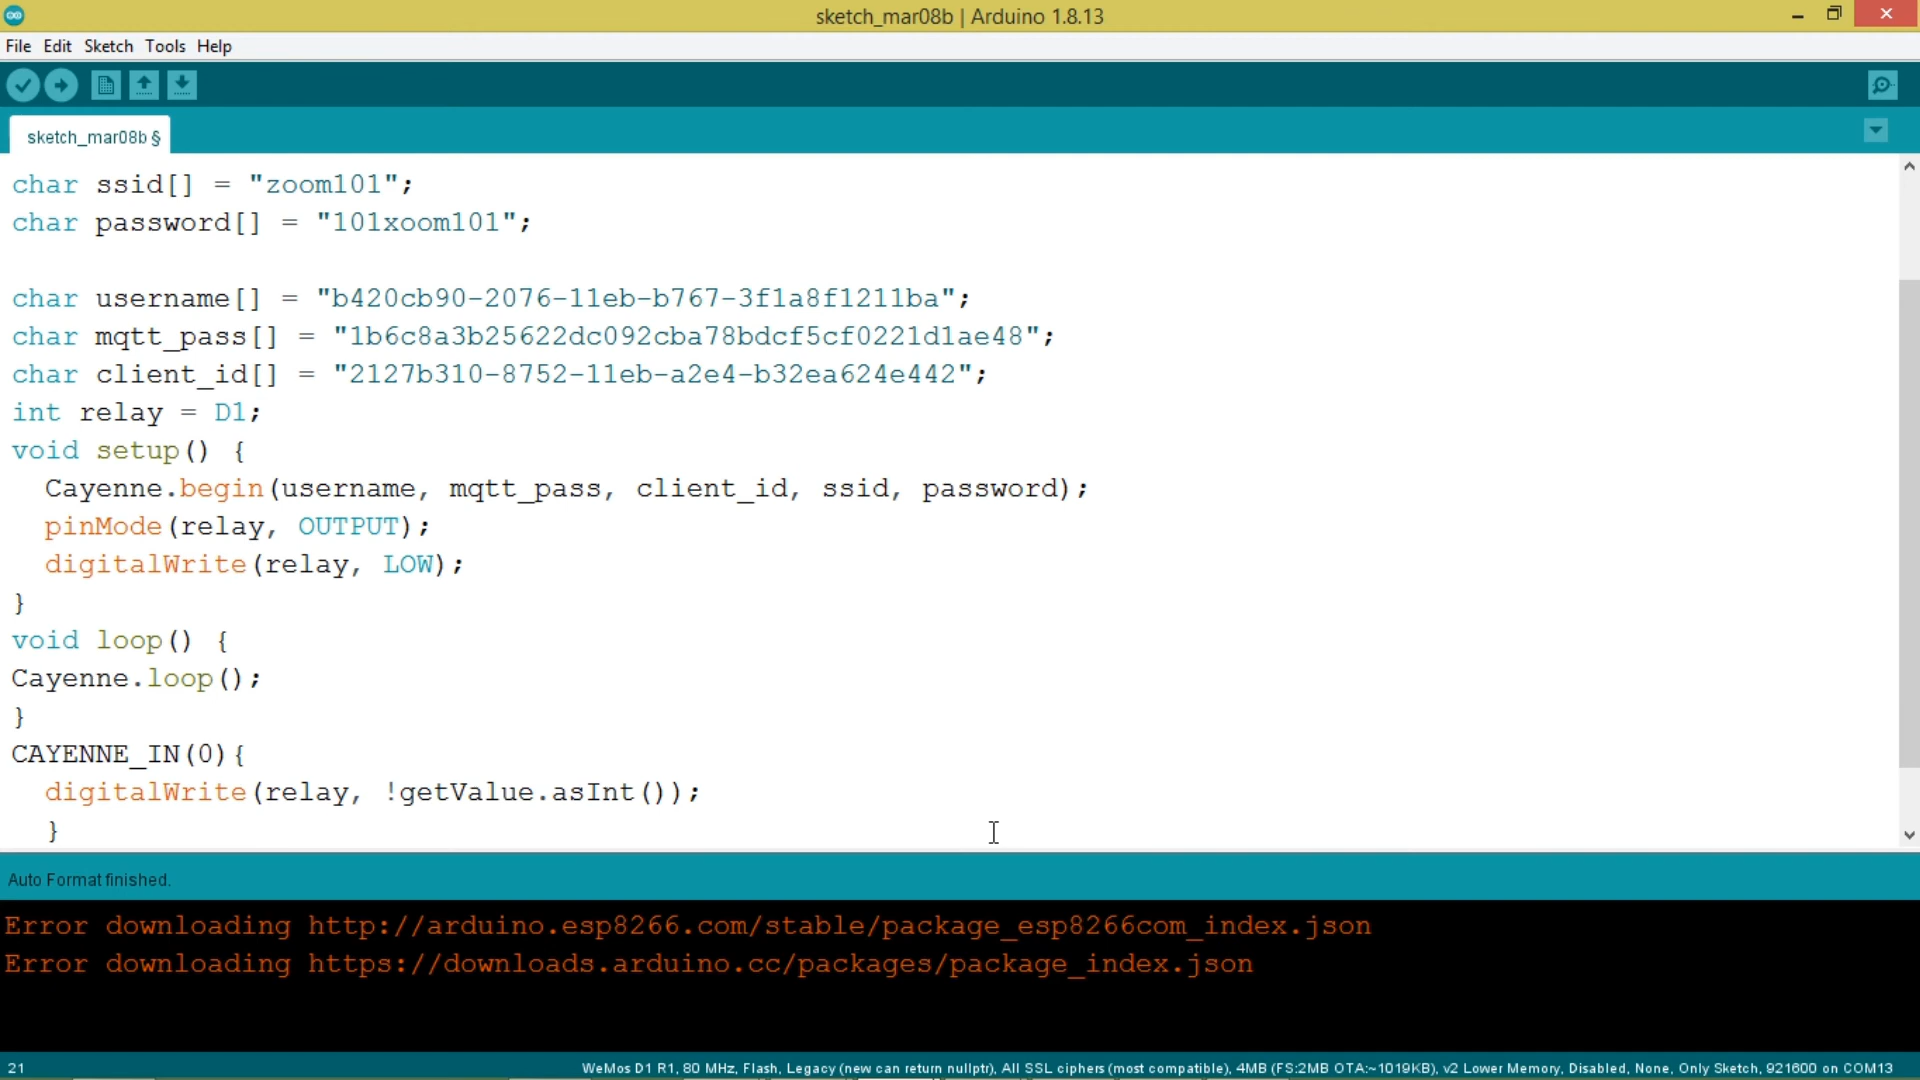 sketch_mar08b | Arduino 1.8.13
File Edit Sketch Tools Help
sketch_mar08b §
char ssid[] = "zoom101";
char password[] = "101xoom101";
char username[] = "b420cb90-2076-11eb-b767-3f1a8f1211ba";
char mqtt_pass[] = "1b6c8a3b25622dc092cba78bdcf5cf0221d1ae48";
char client_id[] = "2127b310-8752-11eb-a2e4-b32ea624e442";
int relay = D1;
void setup() {
Cayenne.begin(username, mqtt_pass, client_id, ssid, password);
pinMode(relay, OUTPUT);
digitalWrite(relay, LOW);
}
void loop() {
Cayenne.loop();
}
CAYENNE_IN(0){
digitalWrite(relay, !getValue.asInt());
}
Auto Format finished.
Error downloading http://arduino.esp8266.com/stable/package_esp8266com_index.json
Error downloading https://downloads.arduino.cc/packages/package_index.json
21 WeMos D1 R1, 80 MHz, Flash, Legacy (new can return nullptr), All SSL ciphers (most compatible), 4MB (FS:2MB OTA:~1019KB), v2 Lower Memory, Disabled, None, Only Sketch, 921600 on COM13